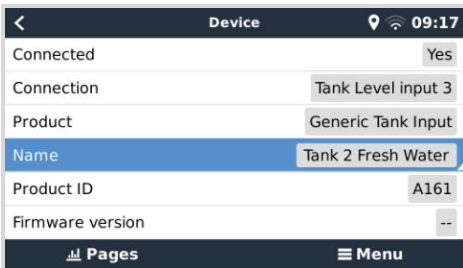 Device 09:17
Connected Yes
Connection Tank Level input 3
Product Generic Tank Input
Name Tank 2 Fresh Water
Product ID A161
Firmware version --
Pages Menu